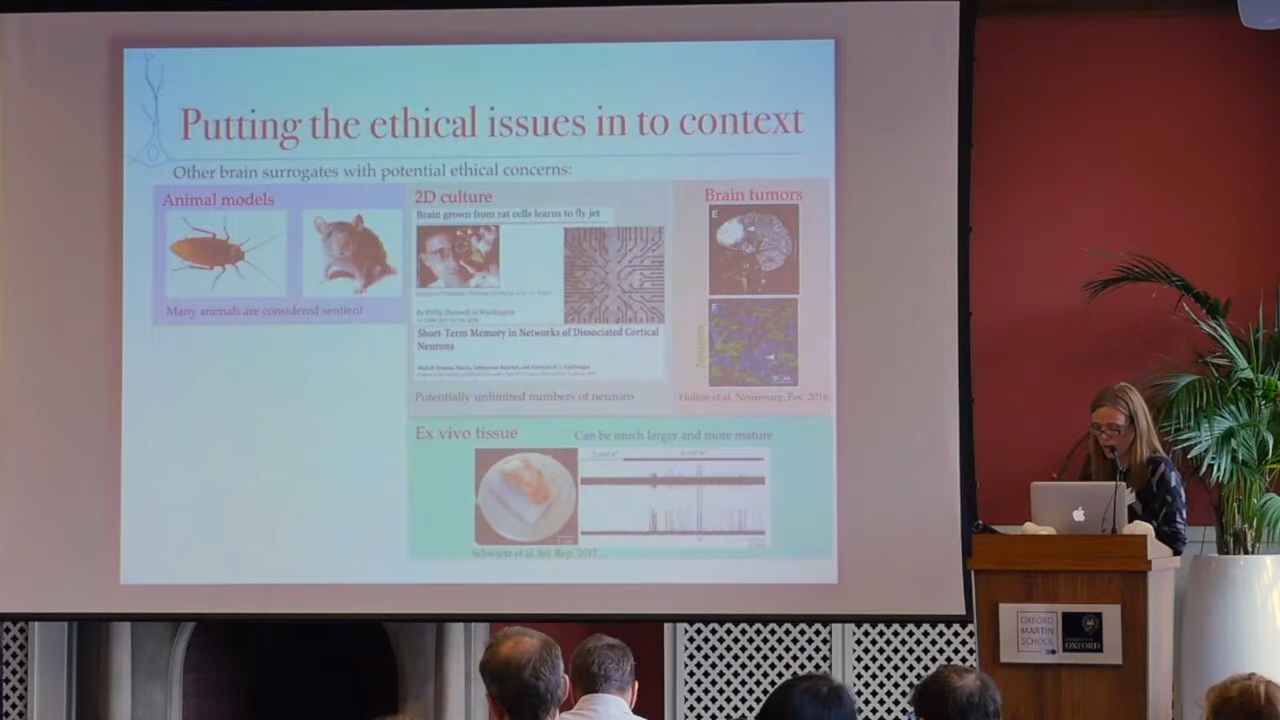 Putting the ethical issues in to context
Other brain surrogates with potential ethical concerns:
Animal models
Many animals are considered sentient
2D culture
Brain grown from rat cells learns to fly jet
Short-Term Memory in Networks of Dissociated Cortical
Neurons
Potentially unlimited numbers of neurons
Brain tumors
E
F
Neurons
Hollon et al. Neurosurg. Foc. 2016
Ex vivo tissue
Can be much larger and more mature
Schwartz et al. Sci. Rep. 2017
OXFORD
MARTIN
SCHOOL
UNIVERSITY OF
OXFORD